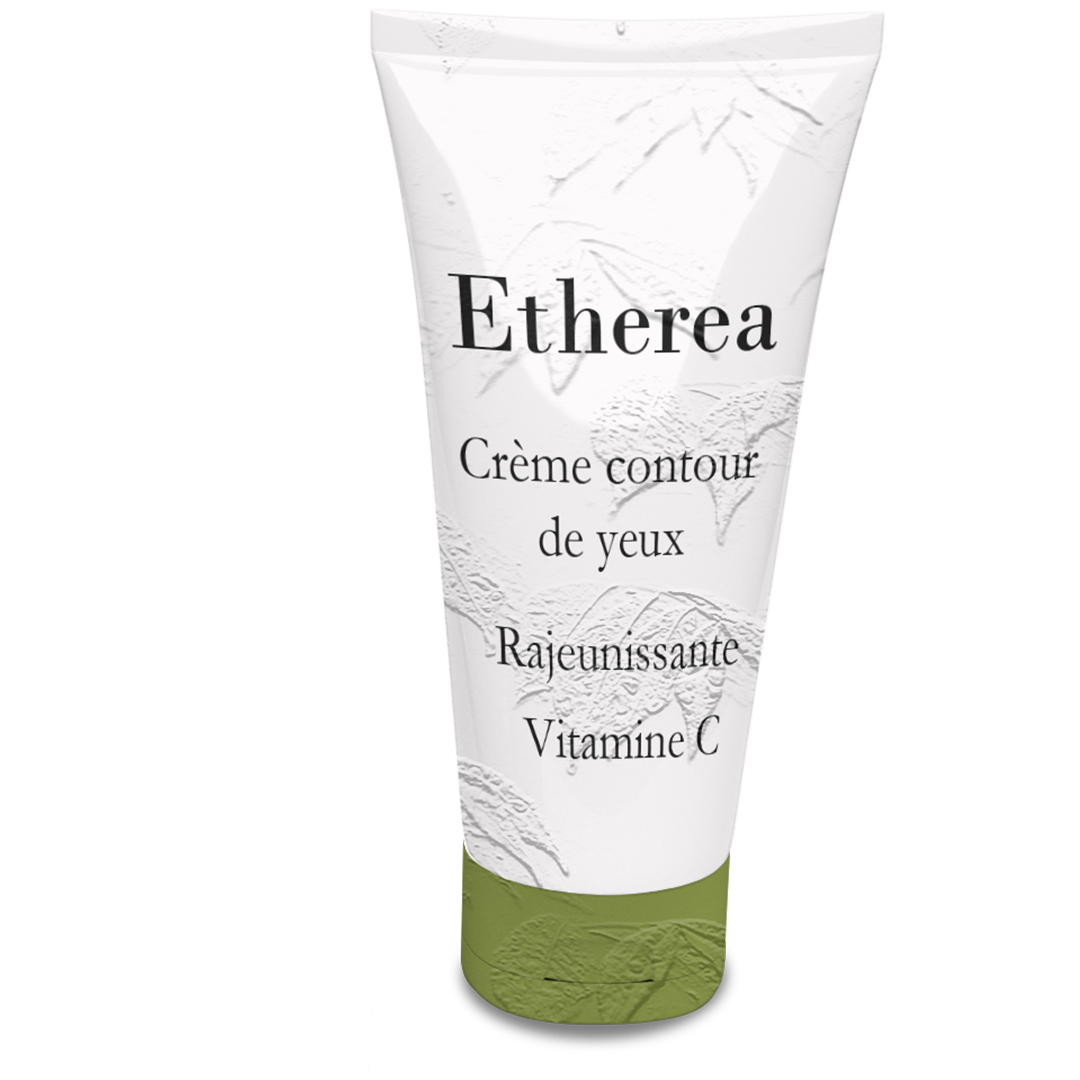 Etherea
Crème contour
de yeux
Rajeunissante
Vitamine C